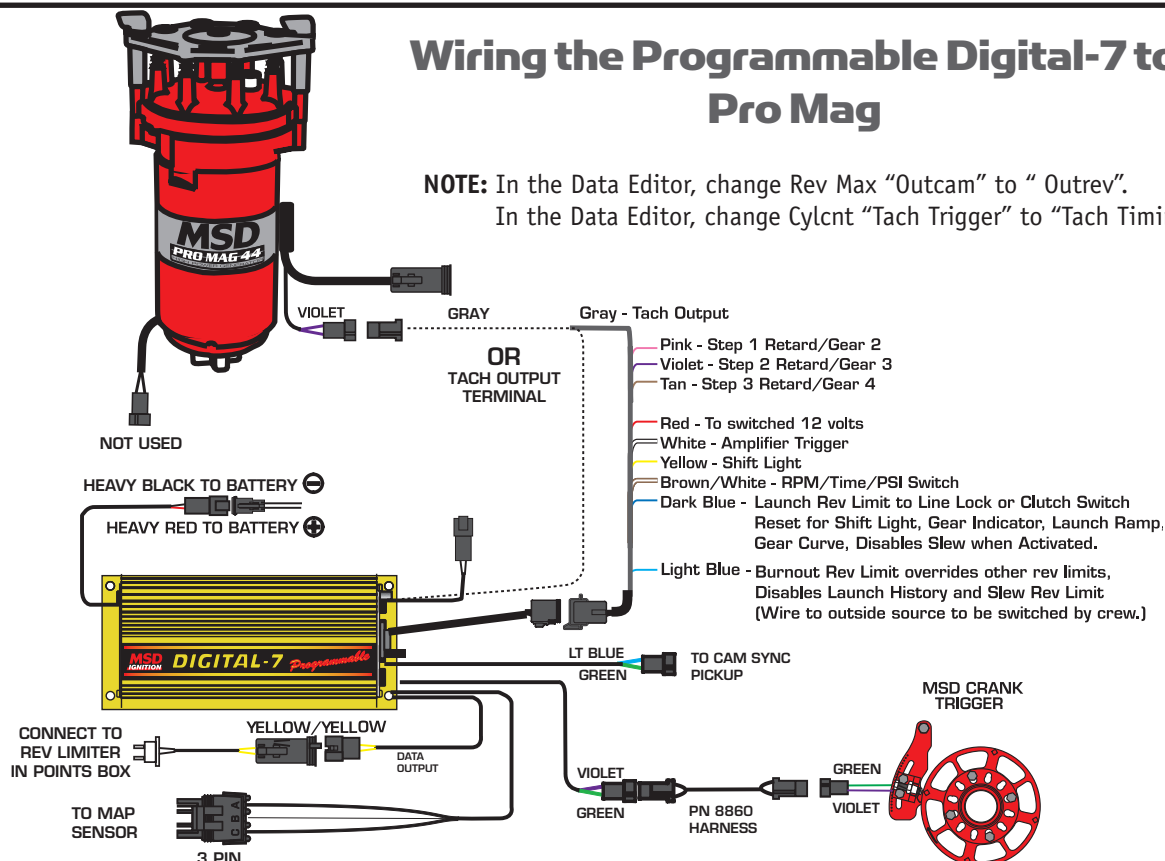 Wiring the Programmable Digital-7 to
Pro Mag
NOTE: In the Data Editor, change Rev Max “Outcam” to “ Outrev”.
In the Data Editor, change Cylcnt “Tach Trigger” to “Tach Timi
MSD
PRO MAG 44
VIOLET
GRAY
Gray - Tach Output
OR
TACH OUTPUT
TERMINAL
Pink - Step 1 Retard/Gear 2
Violet - Step 2 Retard/Gear 3
Tan - Step 3 Retard/Gear 4
Red - To switched 12 volts
White - Amplifier Trigger
Yellow - Shift Light
Brown/White - RPM/Time/PSI Switch
Dark Blue - Launch Rev Limit to Line Lock or Clutch Switch
Reset for Shift Light, Gear Indicator, Launch Ramp,
Gear Curve, Disables Slew when Activated.
Light Blue - Burnout Rev Limit overrides other rev limits,
Disables Launch History and Slew Rev Limit
(Wire to outside source to be switched by crew.)
NOT USED
HEAVY BLACK TO BATTERY ⊖
HEAVY RED TO BATTERY ⊕
MSD
IGNITION
DIGITAL-7 Programmable
LT BLUE
GREEN
TO CAM SYNC
PICKUP
MSD CRANK
TRIGGER
CONNECT TO
REV LIMITER
IN POINTS BOX
YELLOW/YELLOW
DATA
OUTPUT
VIOLET
GREEN
PN 8860
HARNESS
GREEN
VIOLET
TO MAP
SENSOR
C B A
3 PIN